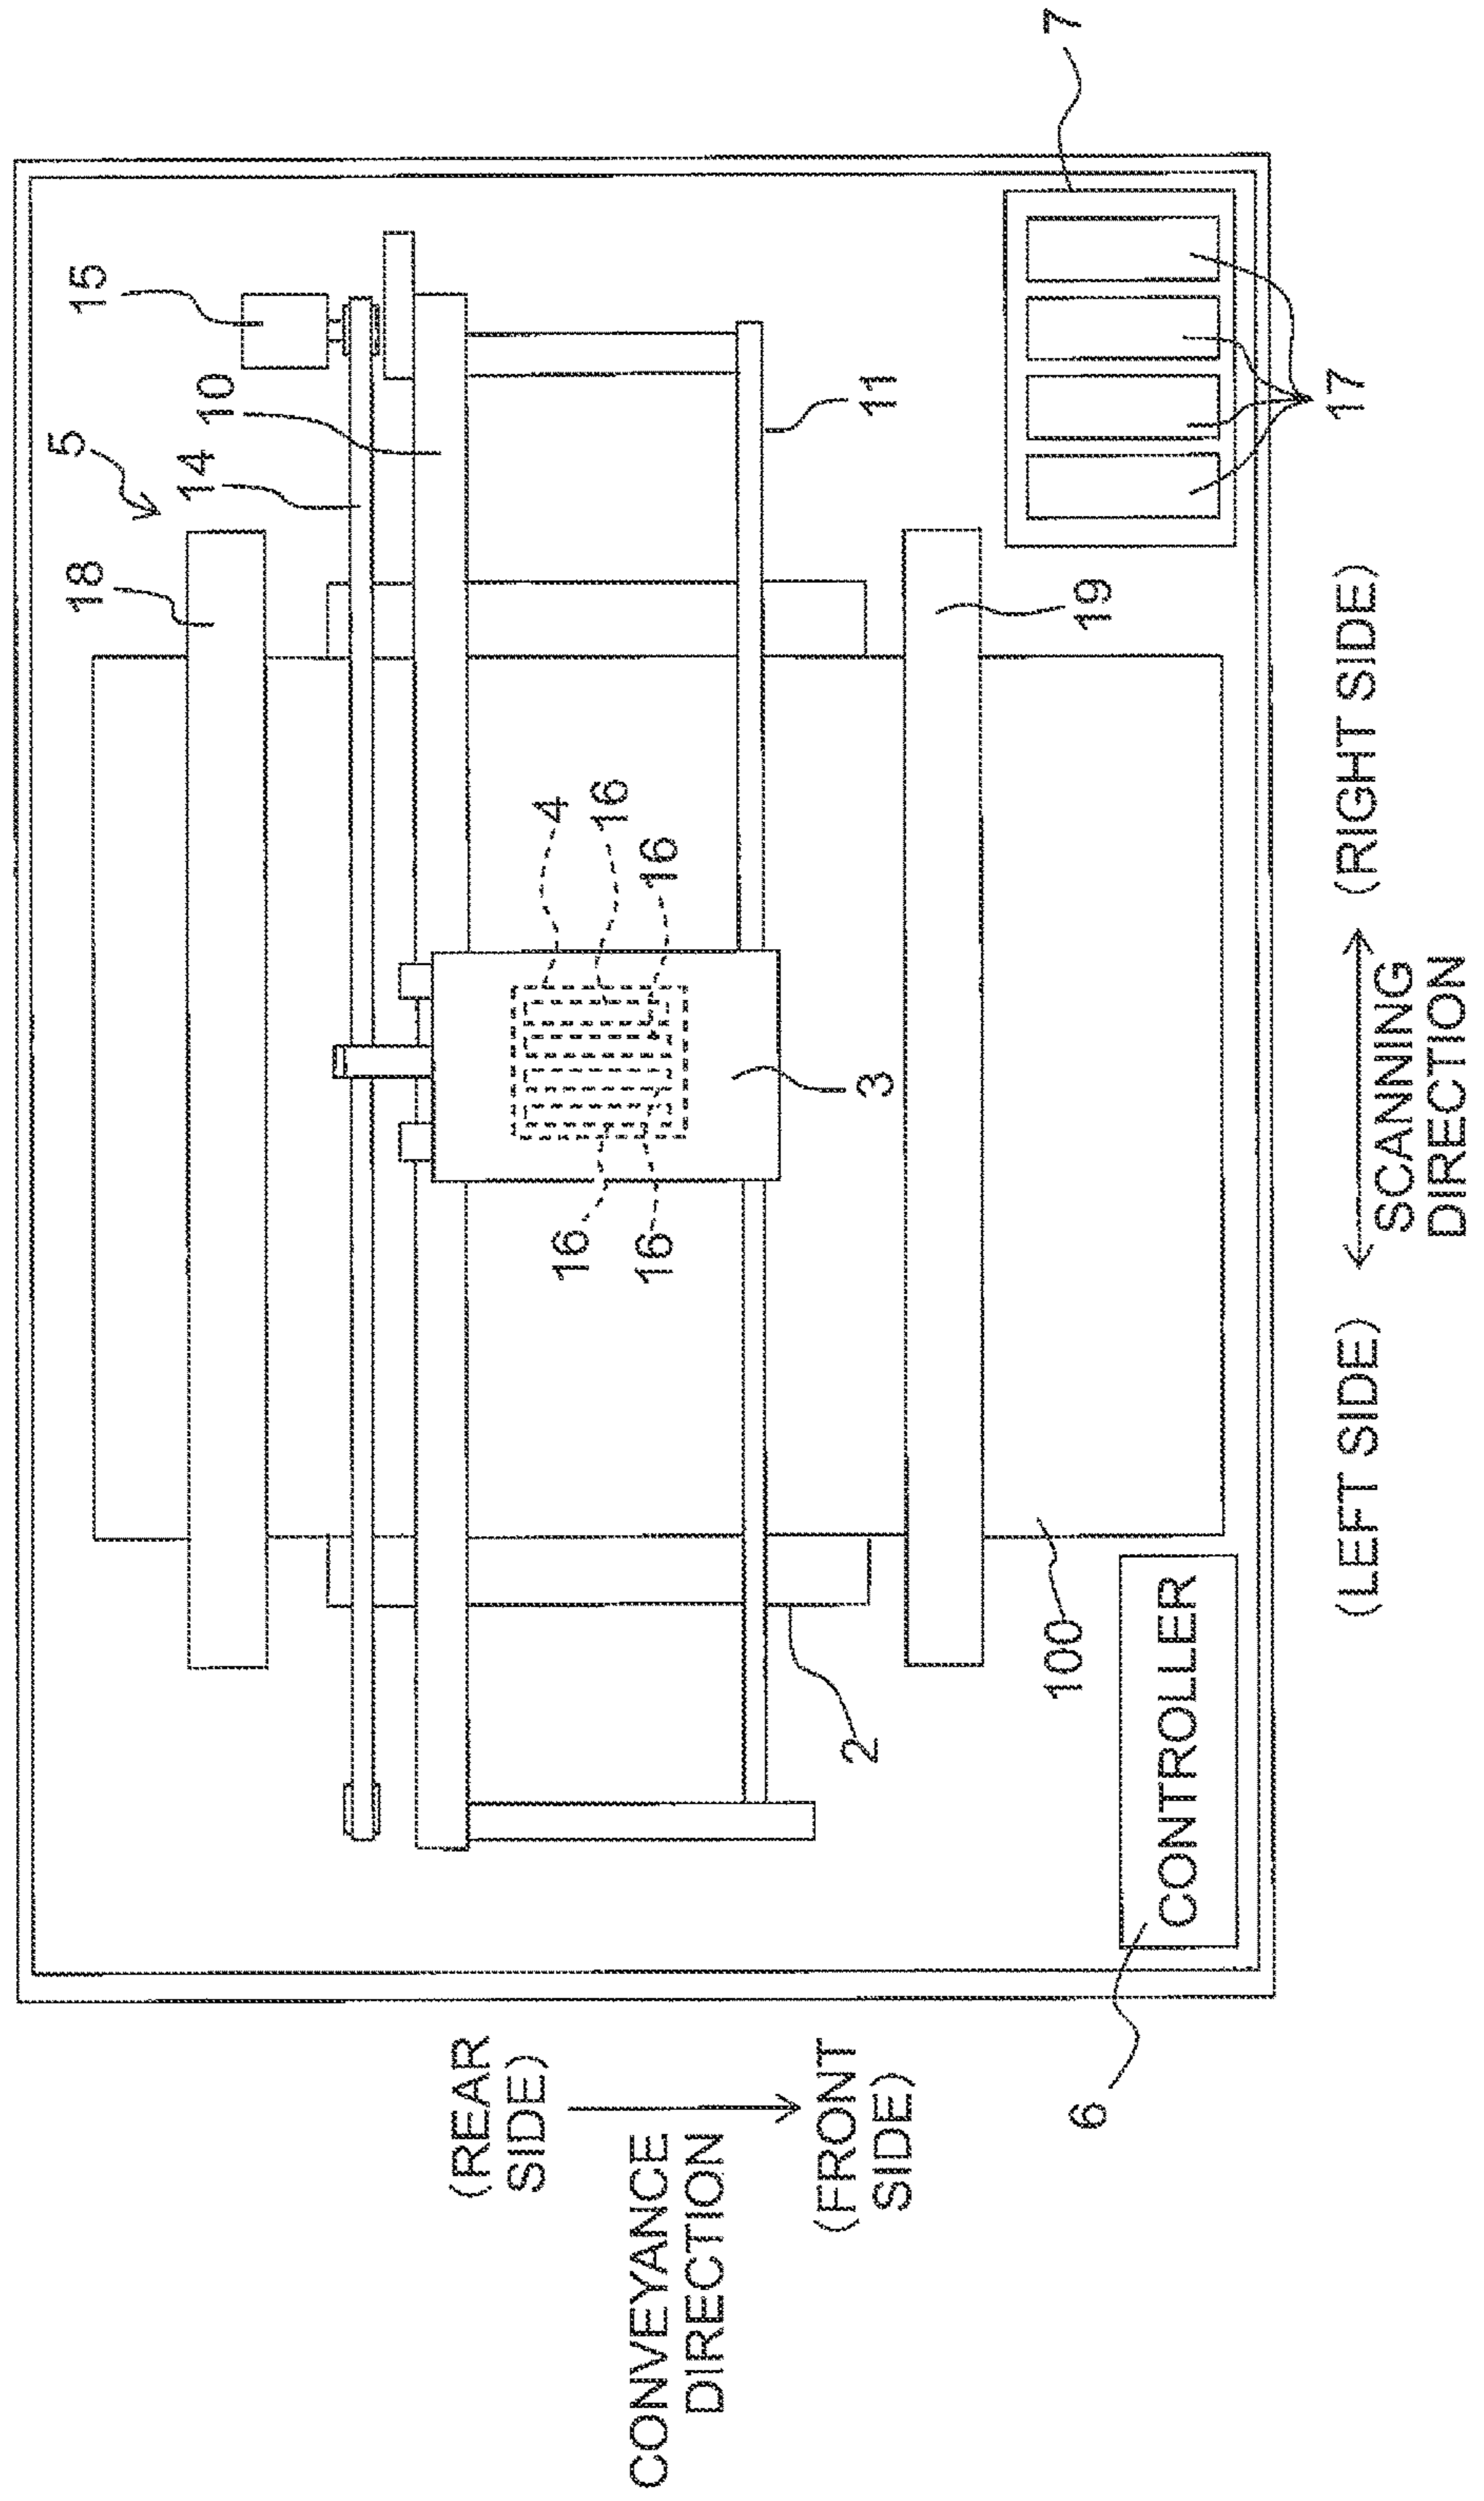 5
18
15
14
10
(REAR
SIDE)
CONVEYANCE
DIRECTION
(FRONT
SIDE)
4
16
16
16
16
3
11
2
100
19
7
6
CONTROLLER
17
(LEFT SIDE)
SCANNING
DIRECTION
(RIGHT SIDE)